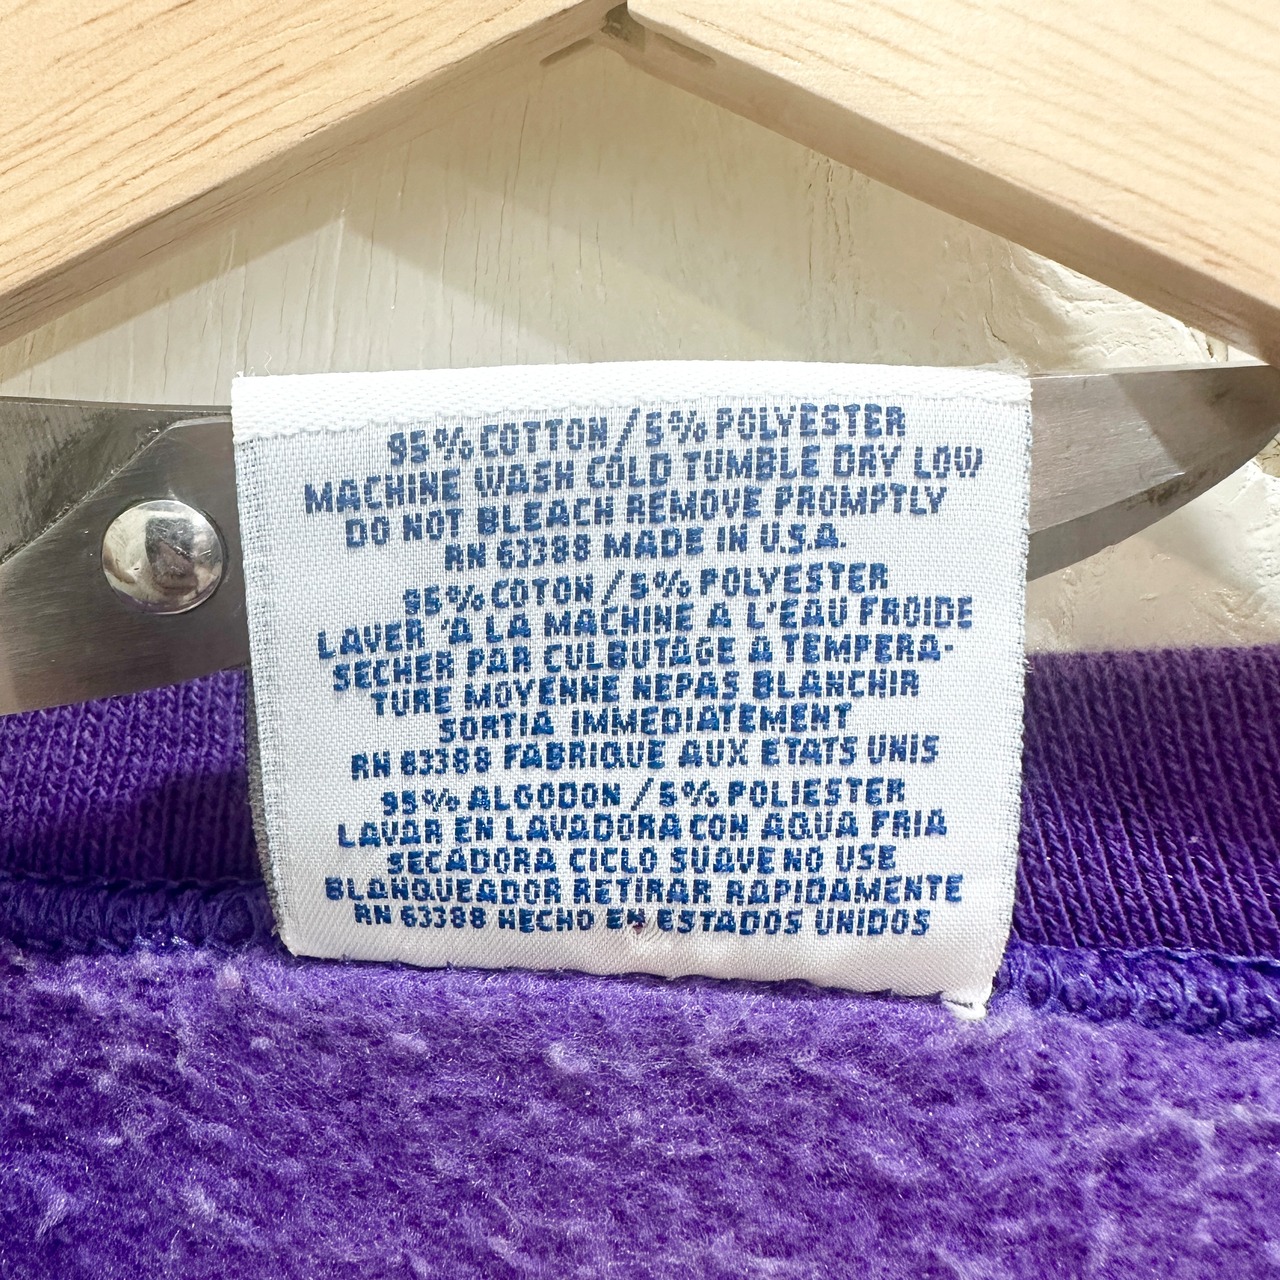 95% COTTON / 5% POLYESTER
MACHINE WASH COLD TUMBLE DRY LOW
DO NOT BLEACH REMOVE PROMPTLY
RN 63388 MADE IN U.S.A.
95% COTON / 5% POLYESTER
LAVER 'A LA MACHINE A L'EAU FROIDE
SECHER PAR CULBUTAGE A TEMPERA-
TURE MOYENNE NEPAS BLANCHIR
SORTIA IMMEDIATEMENT
RN 63388 FABRIQUE AUX ETATS UNIS
95% ALGODON / 5% POLIESTER
LAVAR EN LAVADORA CON AQUA FRIA
SECADORA CICLO SUAVE NO USE
BLANQUEADOR RETIRAR RAPIDAMENTE
RN 63388 HECHO EN ESTADOS UNIDOS